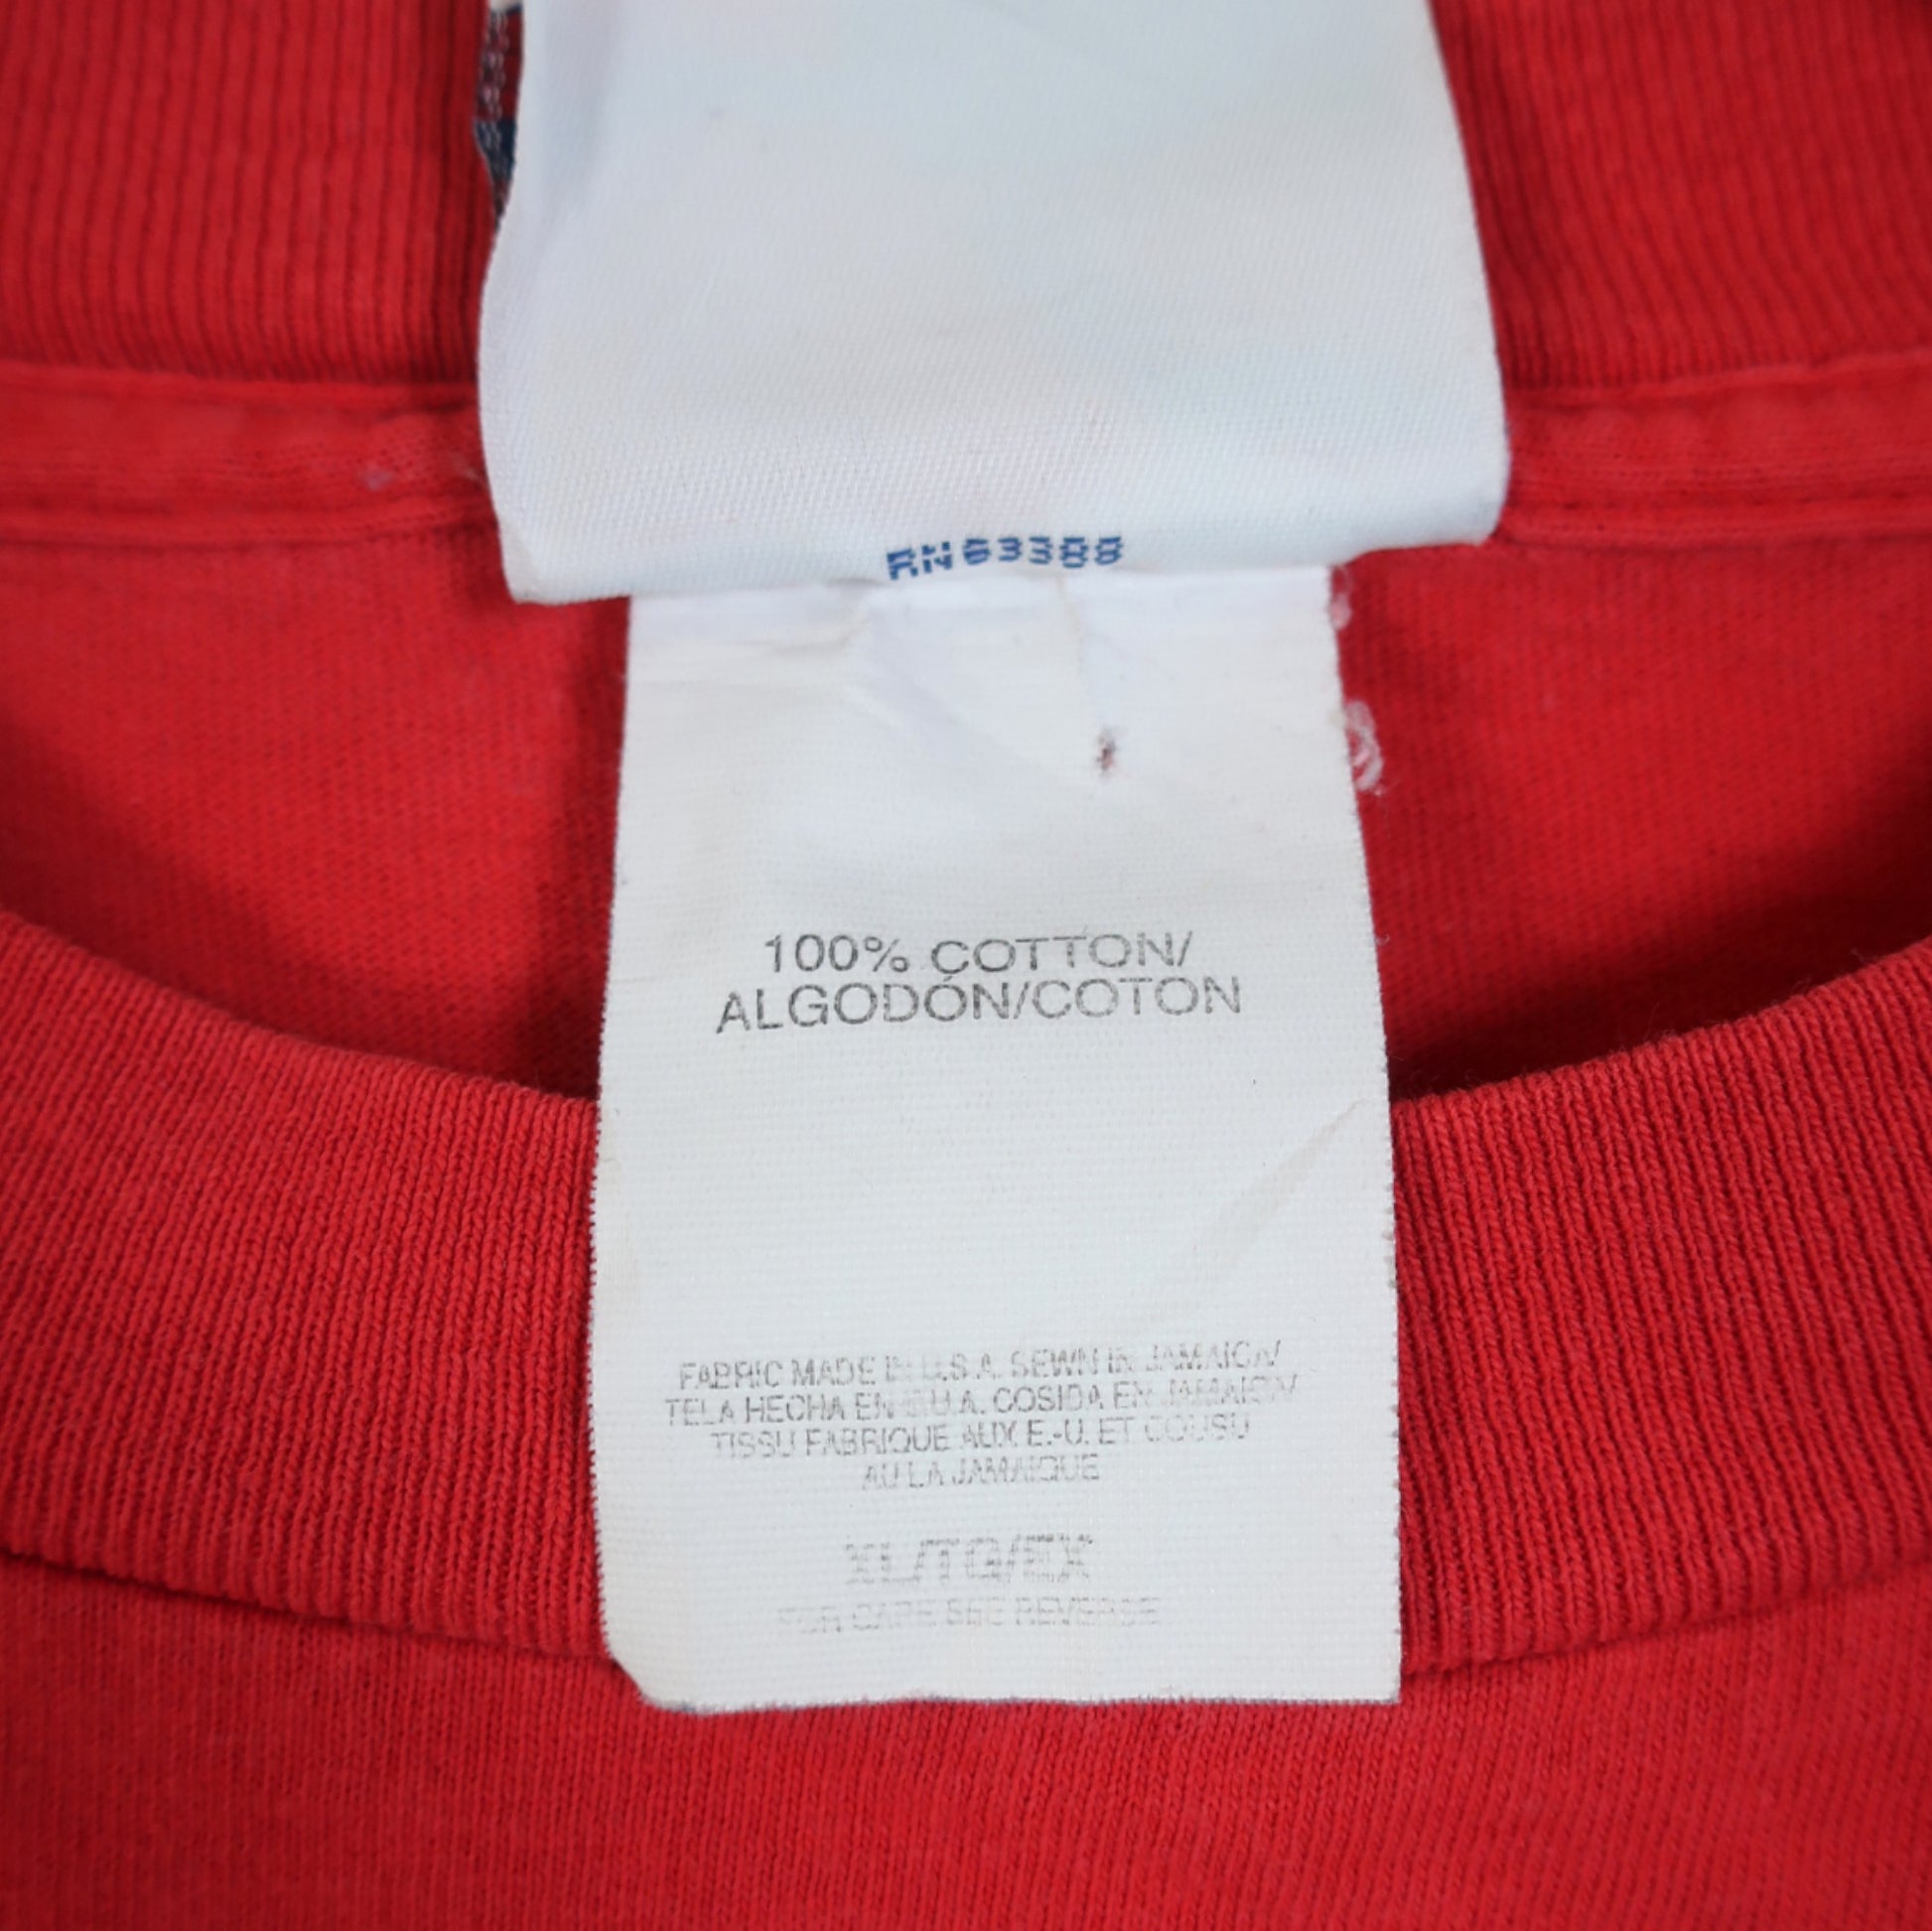 RN63388
100% COTTON/
ALGODÓN/COTON
FABRIC MADE IN U.S.A. SEWN IN JAMAICA/
TELA HECHA EN E.U.A. COSIDA EN JAMAICA/
TISSU FABRIQUE AUX E.-U. ET COUSU
AU LA JAMAIQUE
XL/TG/EX
FOR CARE SEE REVERSE